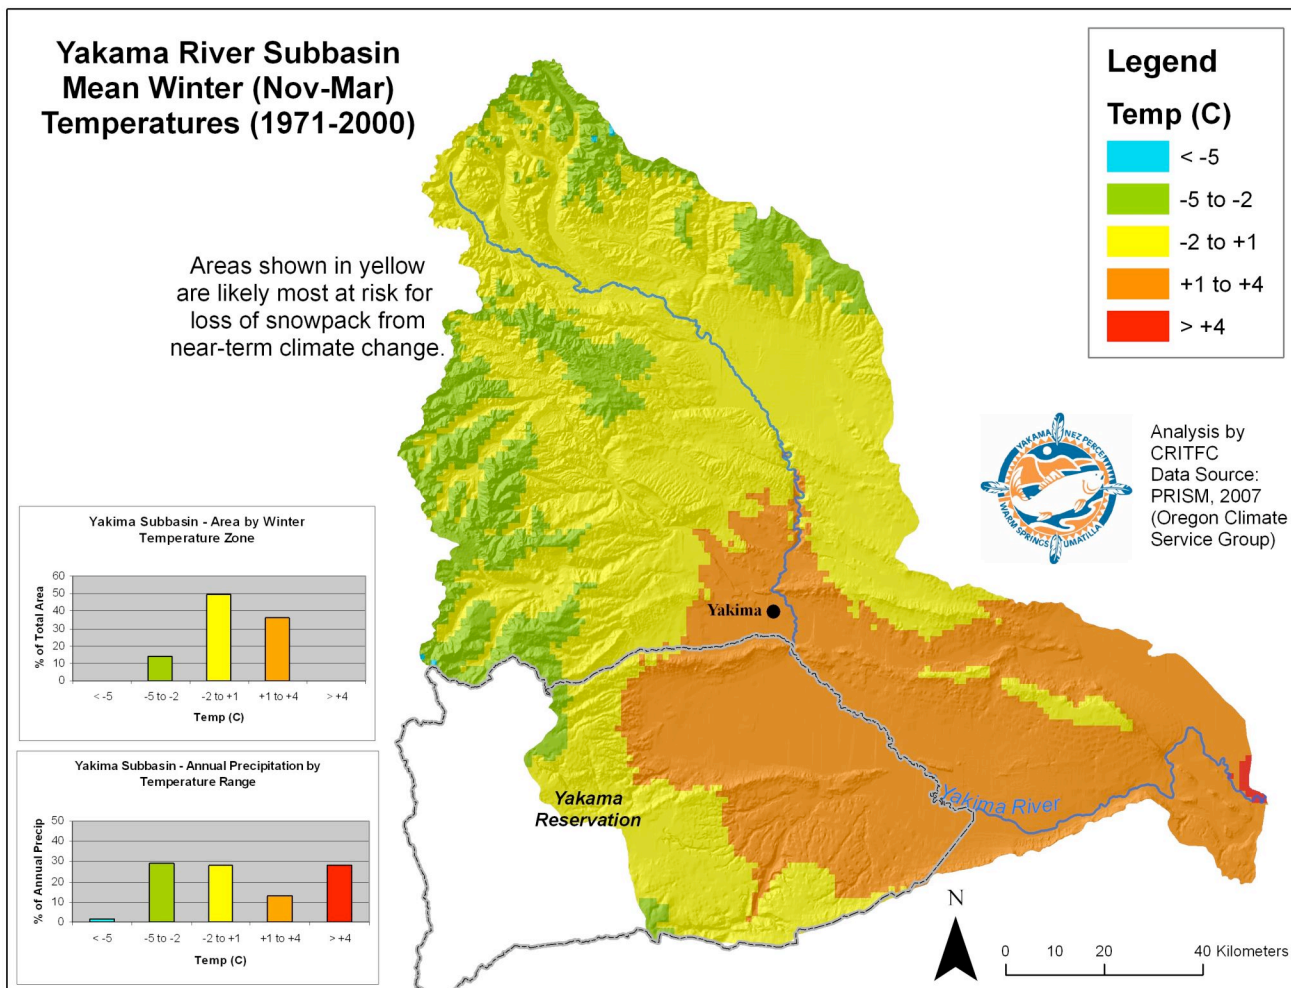 Yakama River Subbasin
Mean Winter (Nov-Mar)
Temperatures (1971-2000)
Legend
Temp (C)
< -5
-5 to -2
-2 to +1
+1 to +4
> +4
Areas shown in yellow
are likely most at risk for
loss of snowpack from
near-term climate change.
YAKAMA
NEZ PERCE
WARM SPRINGS
UMATILLA
Analysis by
CRITFC
Data Source:
PRISM, 2007
(Oregon Climate
Service Group)
Yakima Subbasin - Area by Winter
Temperature Zone
% of Total Area
60
50
40
30
20
10
0
< -5
-5 to -2
-2 to +1
+1 to +4
> +4
Temp (C)
Yakima Subbasin - Annual Precipitation by
Temperature Range
% of Annual Precip
50
40
30
20
10
0
< -5
-5 to -2
-2 to +1
+1 to +4
> +4
Temp (C)
Yakima
Yakama
Reservation
Yakima River
N
0 10 20 40 Kilometers